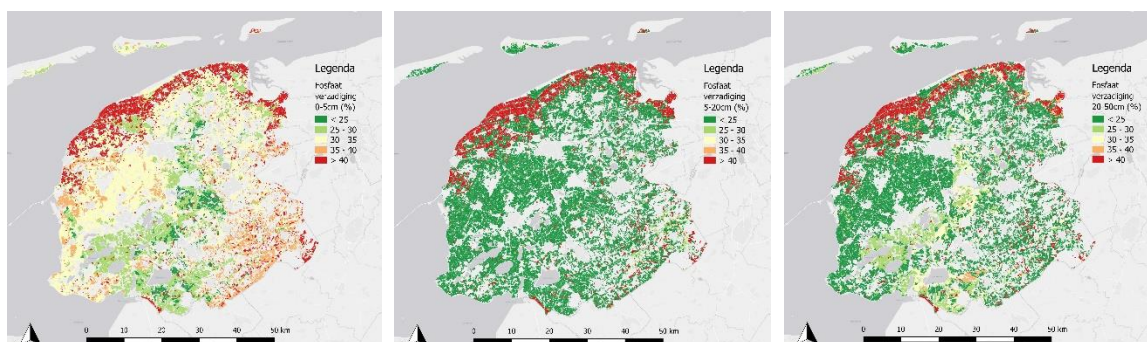 Legenda
Fosfaat
verzadiging
0-5cm (%)
< 25
25 - 30
30 - 35
35 - 40
> 40
0 10 20 30 40 50 km
Legenda
Fosfaat
verzadiging
5-20cm (%)
< 25
25 - 30
30 - 35
35 - 40
> 40
0 10 20 30 40 50 km
Legenda
Fosfaat
verzadiging
20-50cm (%)
< 25
25 - 30
30 - 35
35 - 40
> 40
0 10 20 30 40 50 km